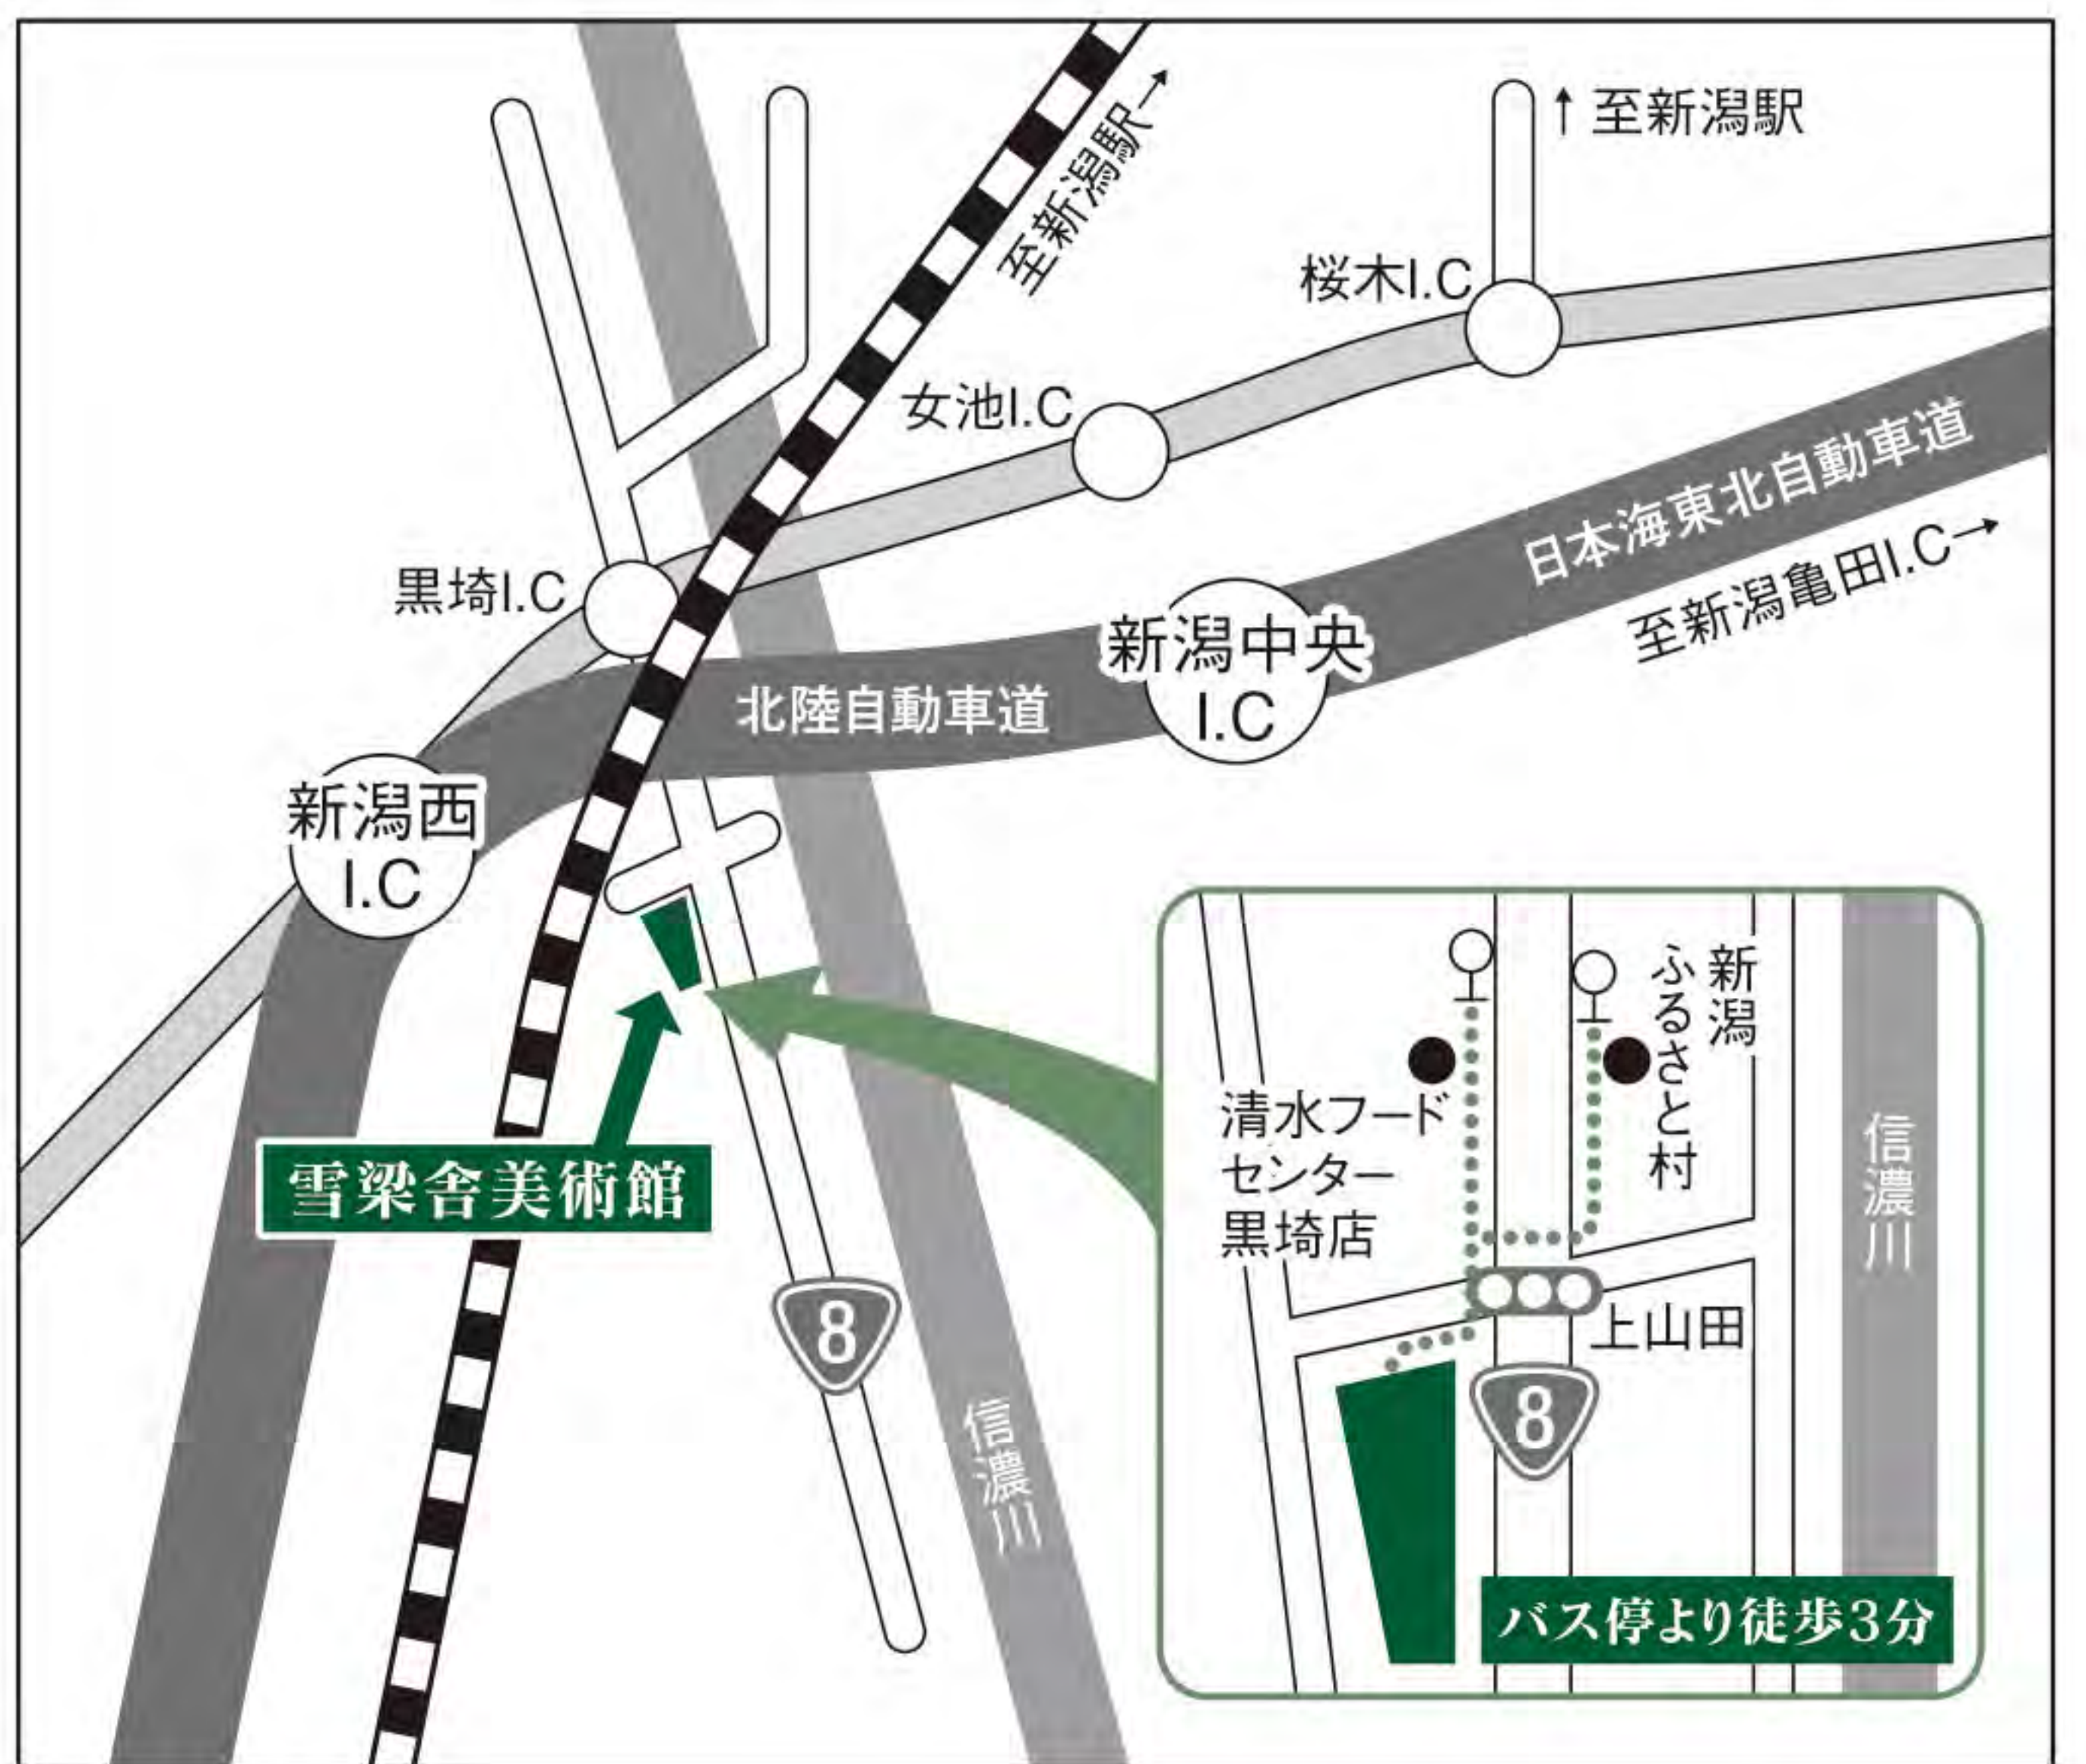 ↑ 至新潟駅
至新潟駅→
桜木I.C
女池I.C
黒埼I.C
日本海東北自動車道
至新潟亀田I.C→
新潟中央
I.C
北陸自動車道
新潟西
I.C
雪梁舎美術館
8
信濃川
新潟
ふるさと村
清水フード
センター
黒埼店
信濃川
上山田
8
バス停より徒歩3分